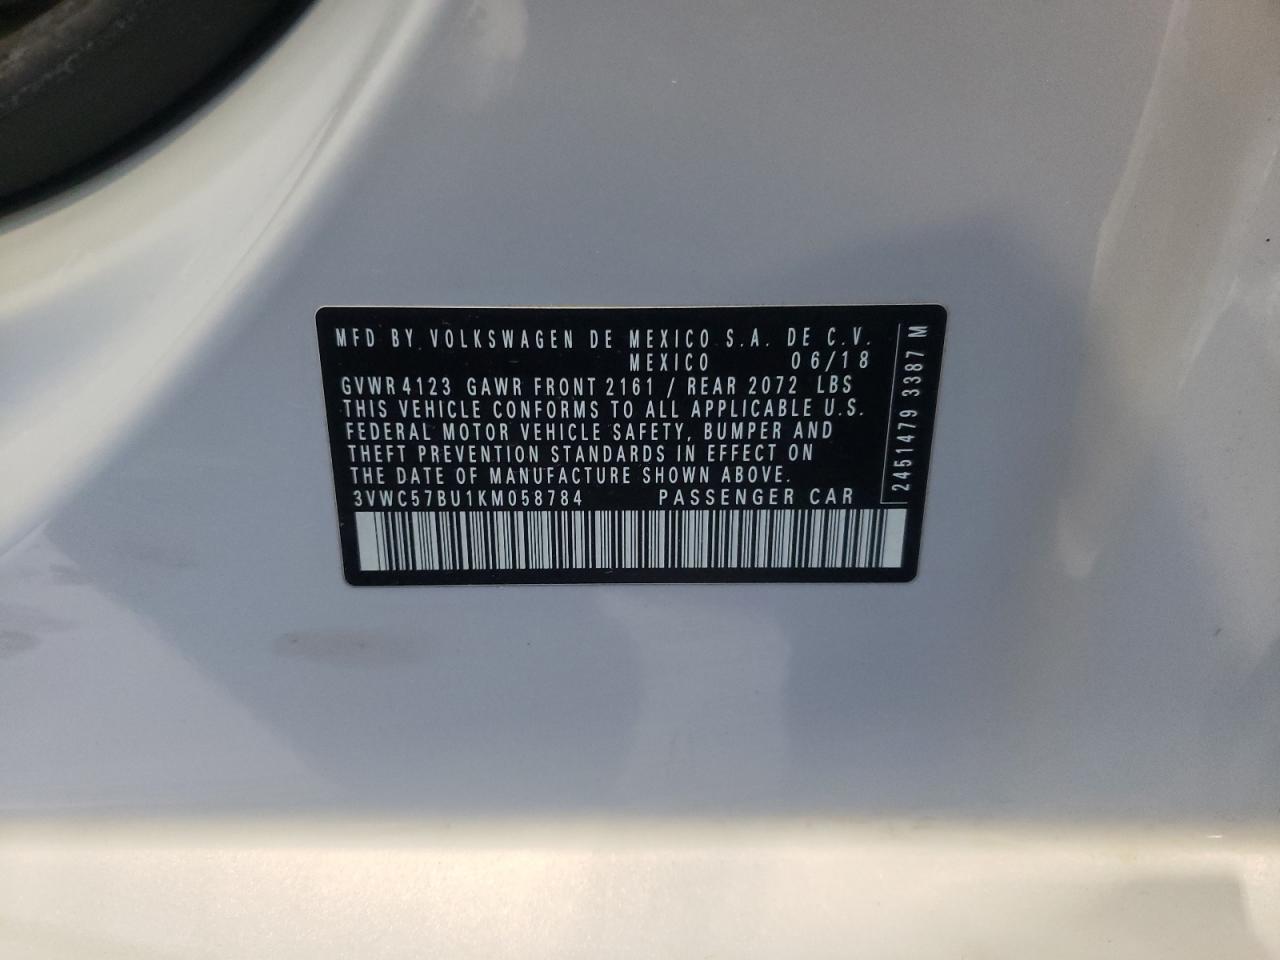 MFD BY VOLKSWAGEN DE MEXICO S.A. DE C.V.
MEXICO 06/18
GVWR 4123 GAWR FRONT 2161 / REAR 2072 LBS
THIS VEHICLE CONFORMS TO ALL APPLICABLE U.S.
FEDERAL MOTOR VEHICLE SAFETY, BUMPER AND
THEFT PREVENTION STANDARDS IN EFFECT ON
THE DATE OF MANUFACTURE SHOWN ABOVE.
3VWC57BU1KM058784 PASSENGER CAR
2451479 3387 M